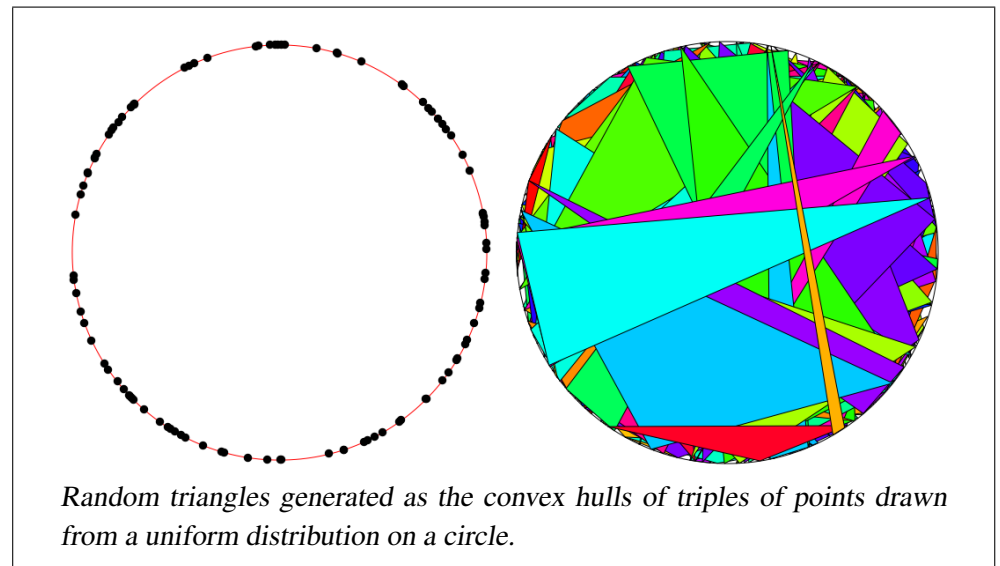 Random triangles generated as the convex hulls of triples of points drawn
from a uniform distribution on a circle.